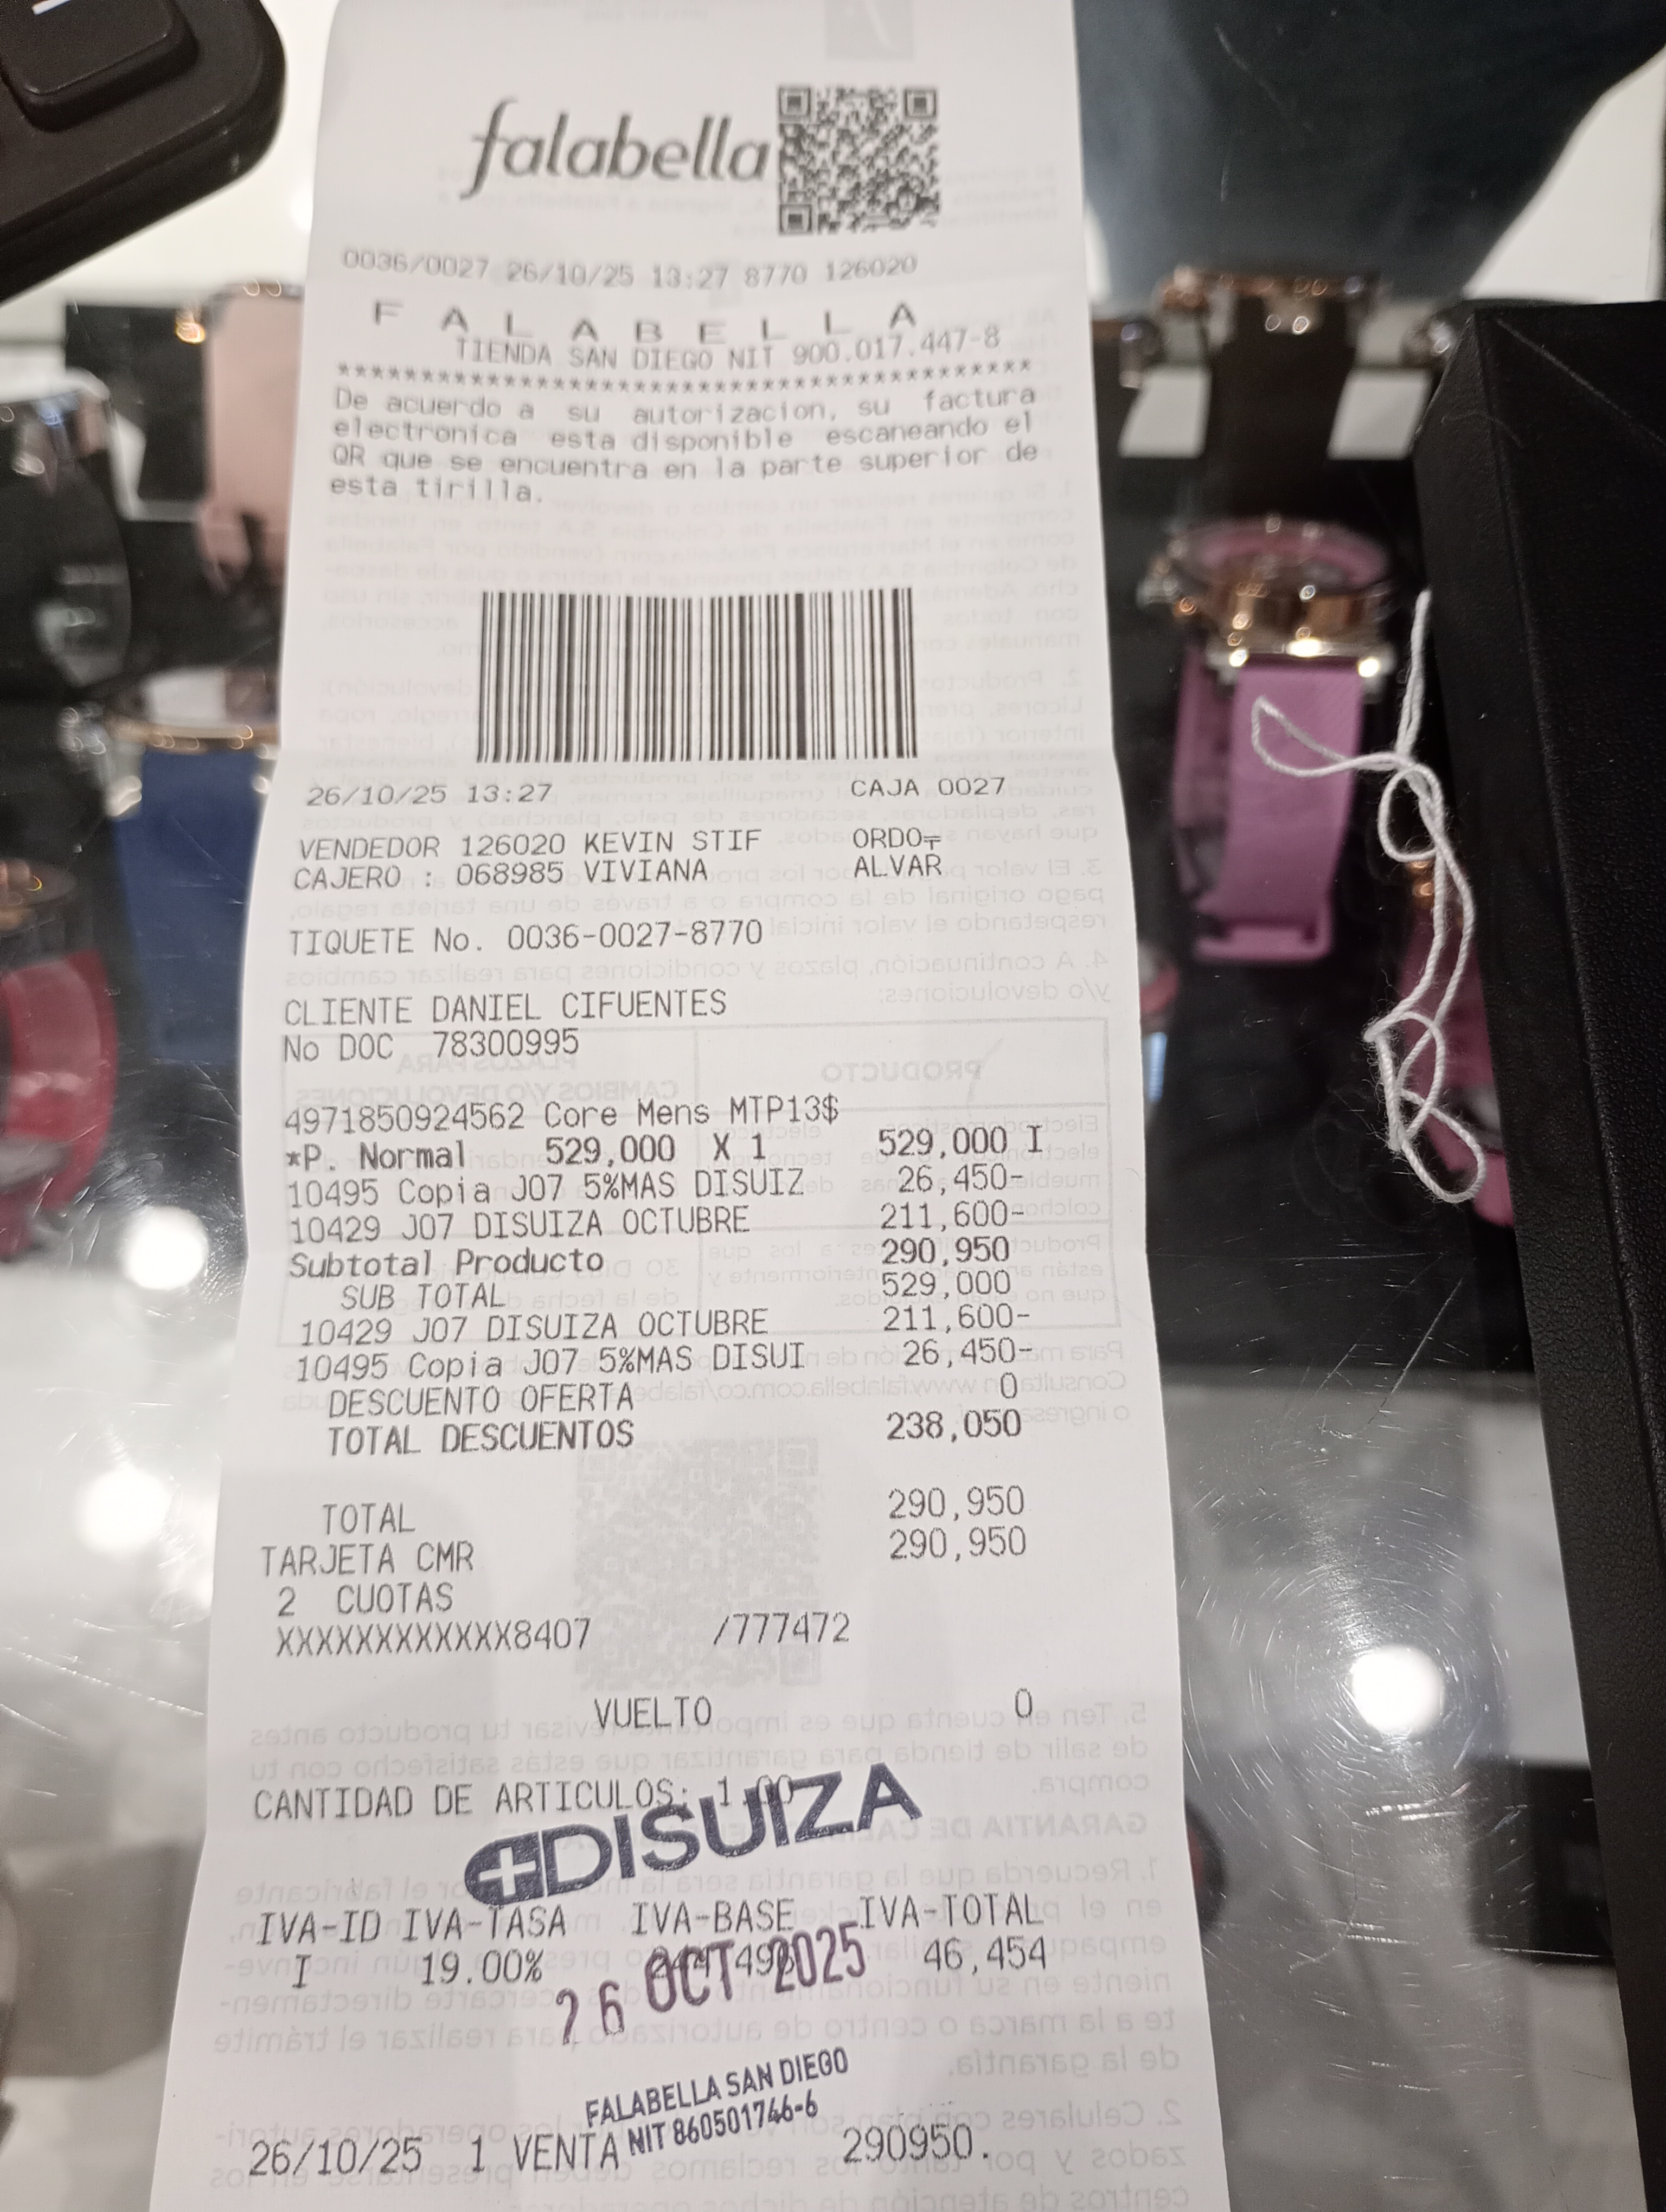 falabella
0036/0027 26/10/25 13:27 8770 126020
F A L A B E L L A
TIENDA SAN DIEGO NIT 900.017.447-8
******************************************
De acuerdo a su autorizacion, su factura
electronica esta disponible escaneando el
QR que se encuentra en la parte superior de
esta tirilla.
26/10/25 13:27 CAJA 0027
VENDEDOR 126020 KEVIN STIF ORDO
CAJERO : 068985 VIVIANA ALVAR
TIQUETE No. 0036-0027-8770
CLIENTE DANIEL CIFUENTES
No DOC 78300995
4971850924562 Core Mens MTP13$
*P. Normal 529,000 X 1 529,000 I
10495 Copia J07 5%MAS DISUIZ 26,450-
10429 J07 DISUIZA OCTUBRE 211,600-
Subtotal Producto 290,950
SUB TOTAL 529,000
10429 J07 DISUIZA OCTUBRE 211,600-
10495 Copia J07 5%MAS DISUI 26,450-
DESCUENTO OFERTA 0
TOTAL DESCUENTOS 238,050
TOTAL 290,950
TARJETA CMR 290,950
2 CUOTAS
XXXXXXXXXXXX8407 /777472
VUELTO 0
CANTIDAD DE ARTICULOS: 1.00
DISUIZA
IVA-ID IVA-TASA IVA-BASE IVA-TOTAL
I 19.00% 46,454
26 OCT 2025
FALABELLA SAN DIEGO
NIT 860501746-6
26/10/25 1 VENTA 290950.